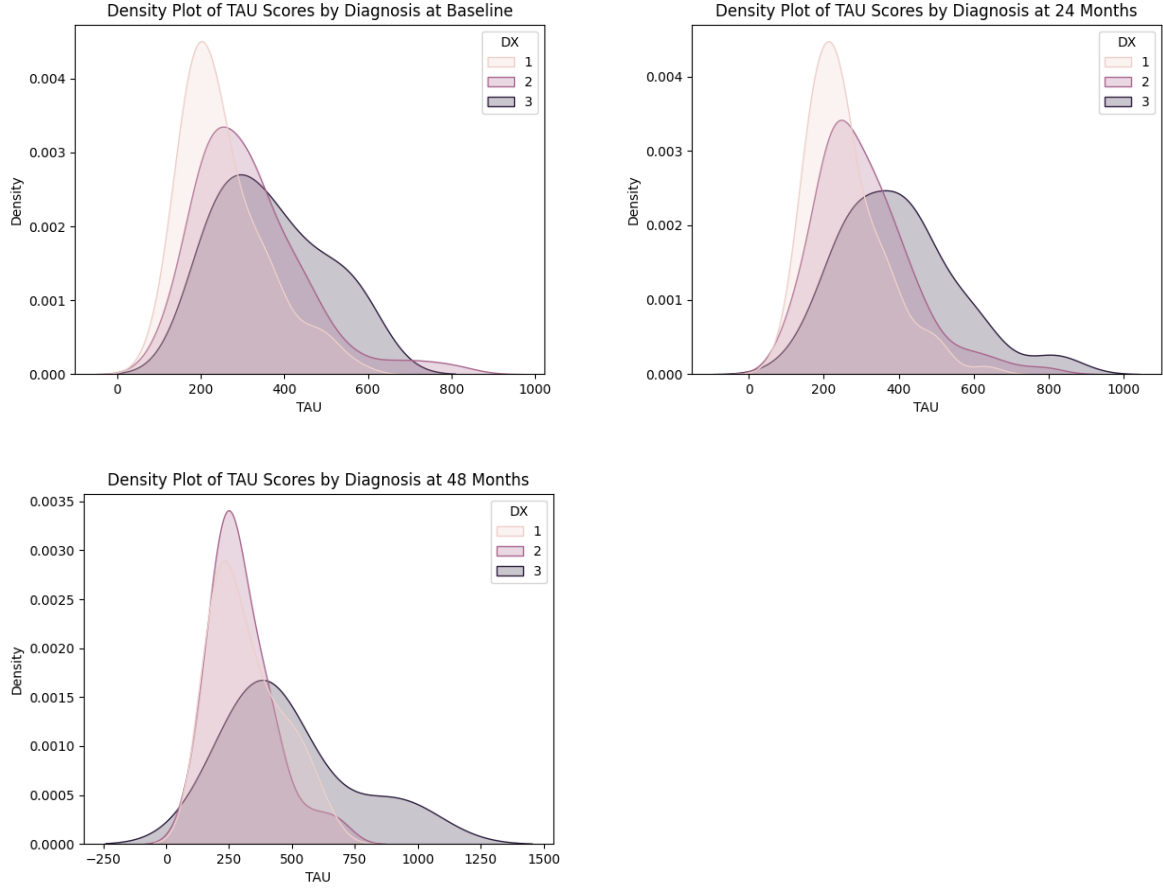 Density Plot of TAU Scores by Diagnosis at Baseline
DX
1
2
3
0.004
0.003
0.002
0.001
0.000
Density
0 200 400 600 800 1000
TAU
Density Plot of TAU Scores by Diagnosis at 24 Months
DX
1
2
3
0.004
0.003
0.002
0.001
0.000
Density
0 200 400 600 800 1000
TAU
Density Plot of TAU Scores by Diagnosis at 48 Months
DX
1
2
3
0.0035
0.0030
0.0025
0.0020
0.0015
0.0010
0.0005
0.0000
Density
−250 0 250 500 750 1000 1250 1500
TAU